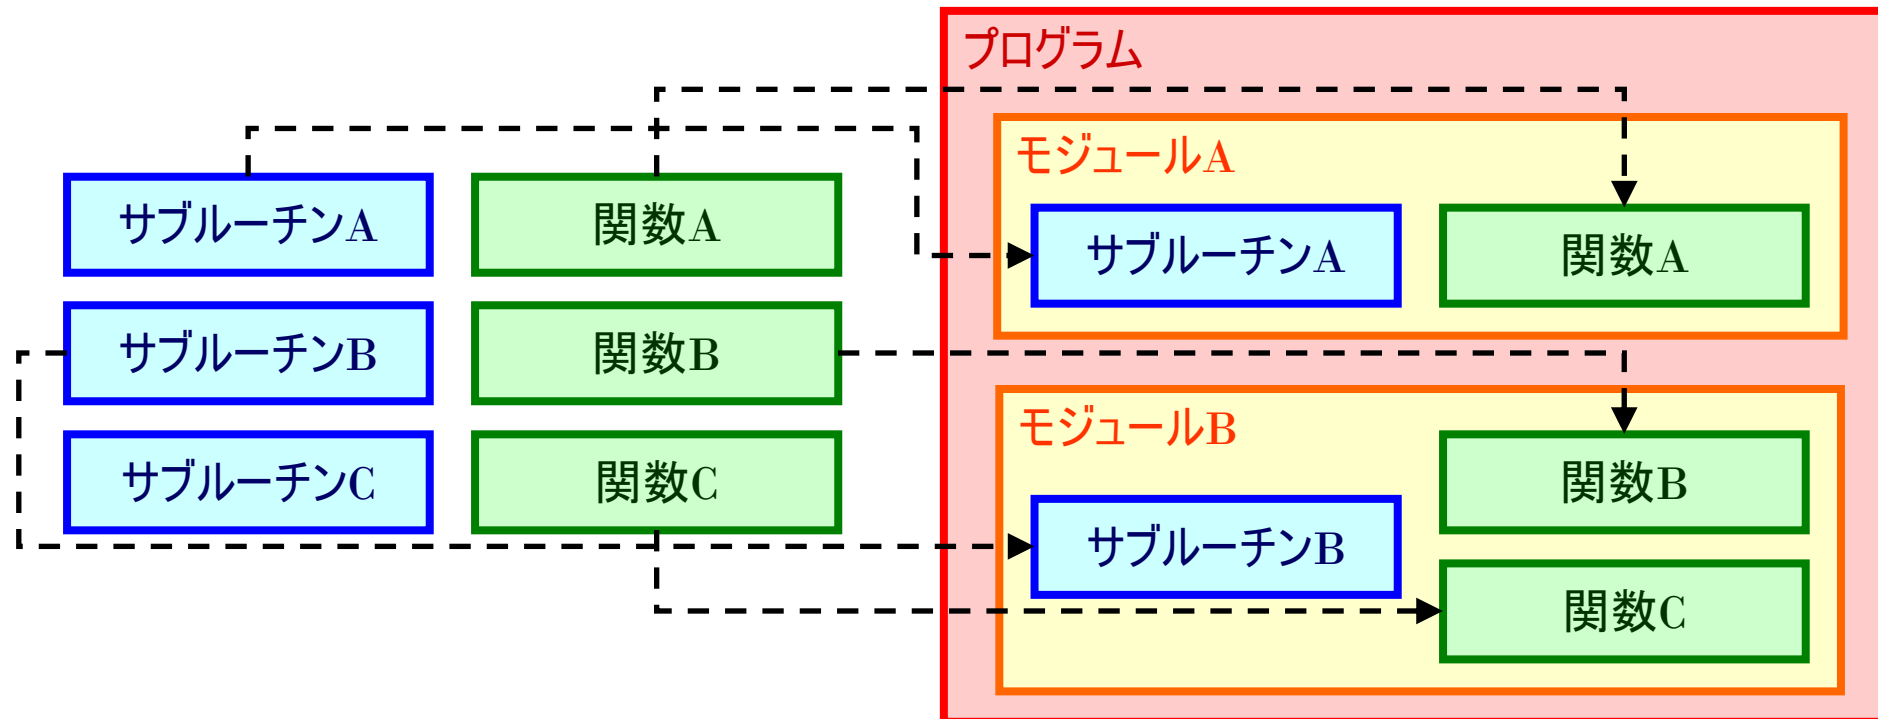 プログラム
モジュールA
サブルーチンA
関数A
サブルーチンA
関数A
サブルーチンB
関数B
モジュールB
サブルーチンC
関数C
関数B
サブルーチンB
関数C